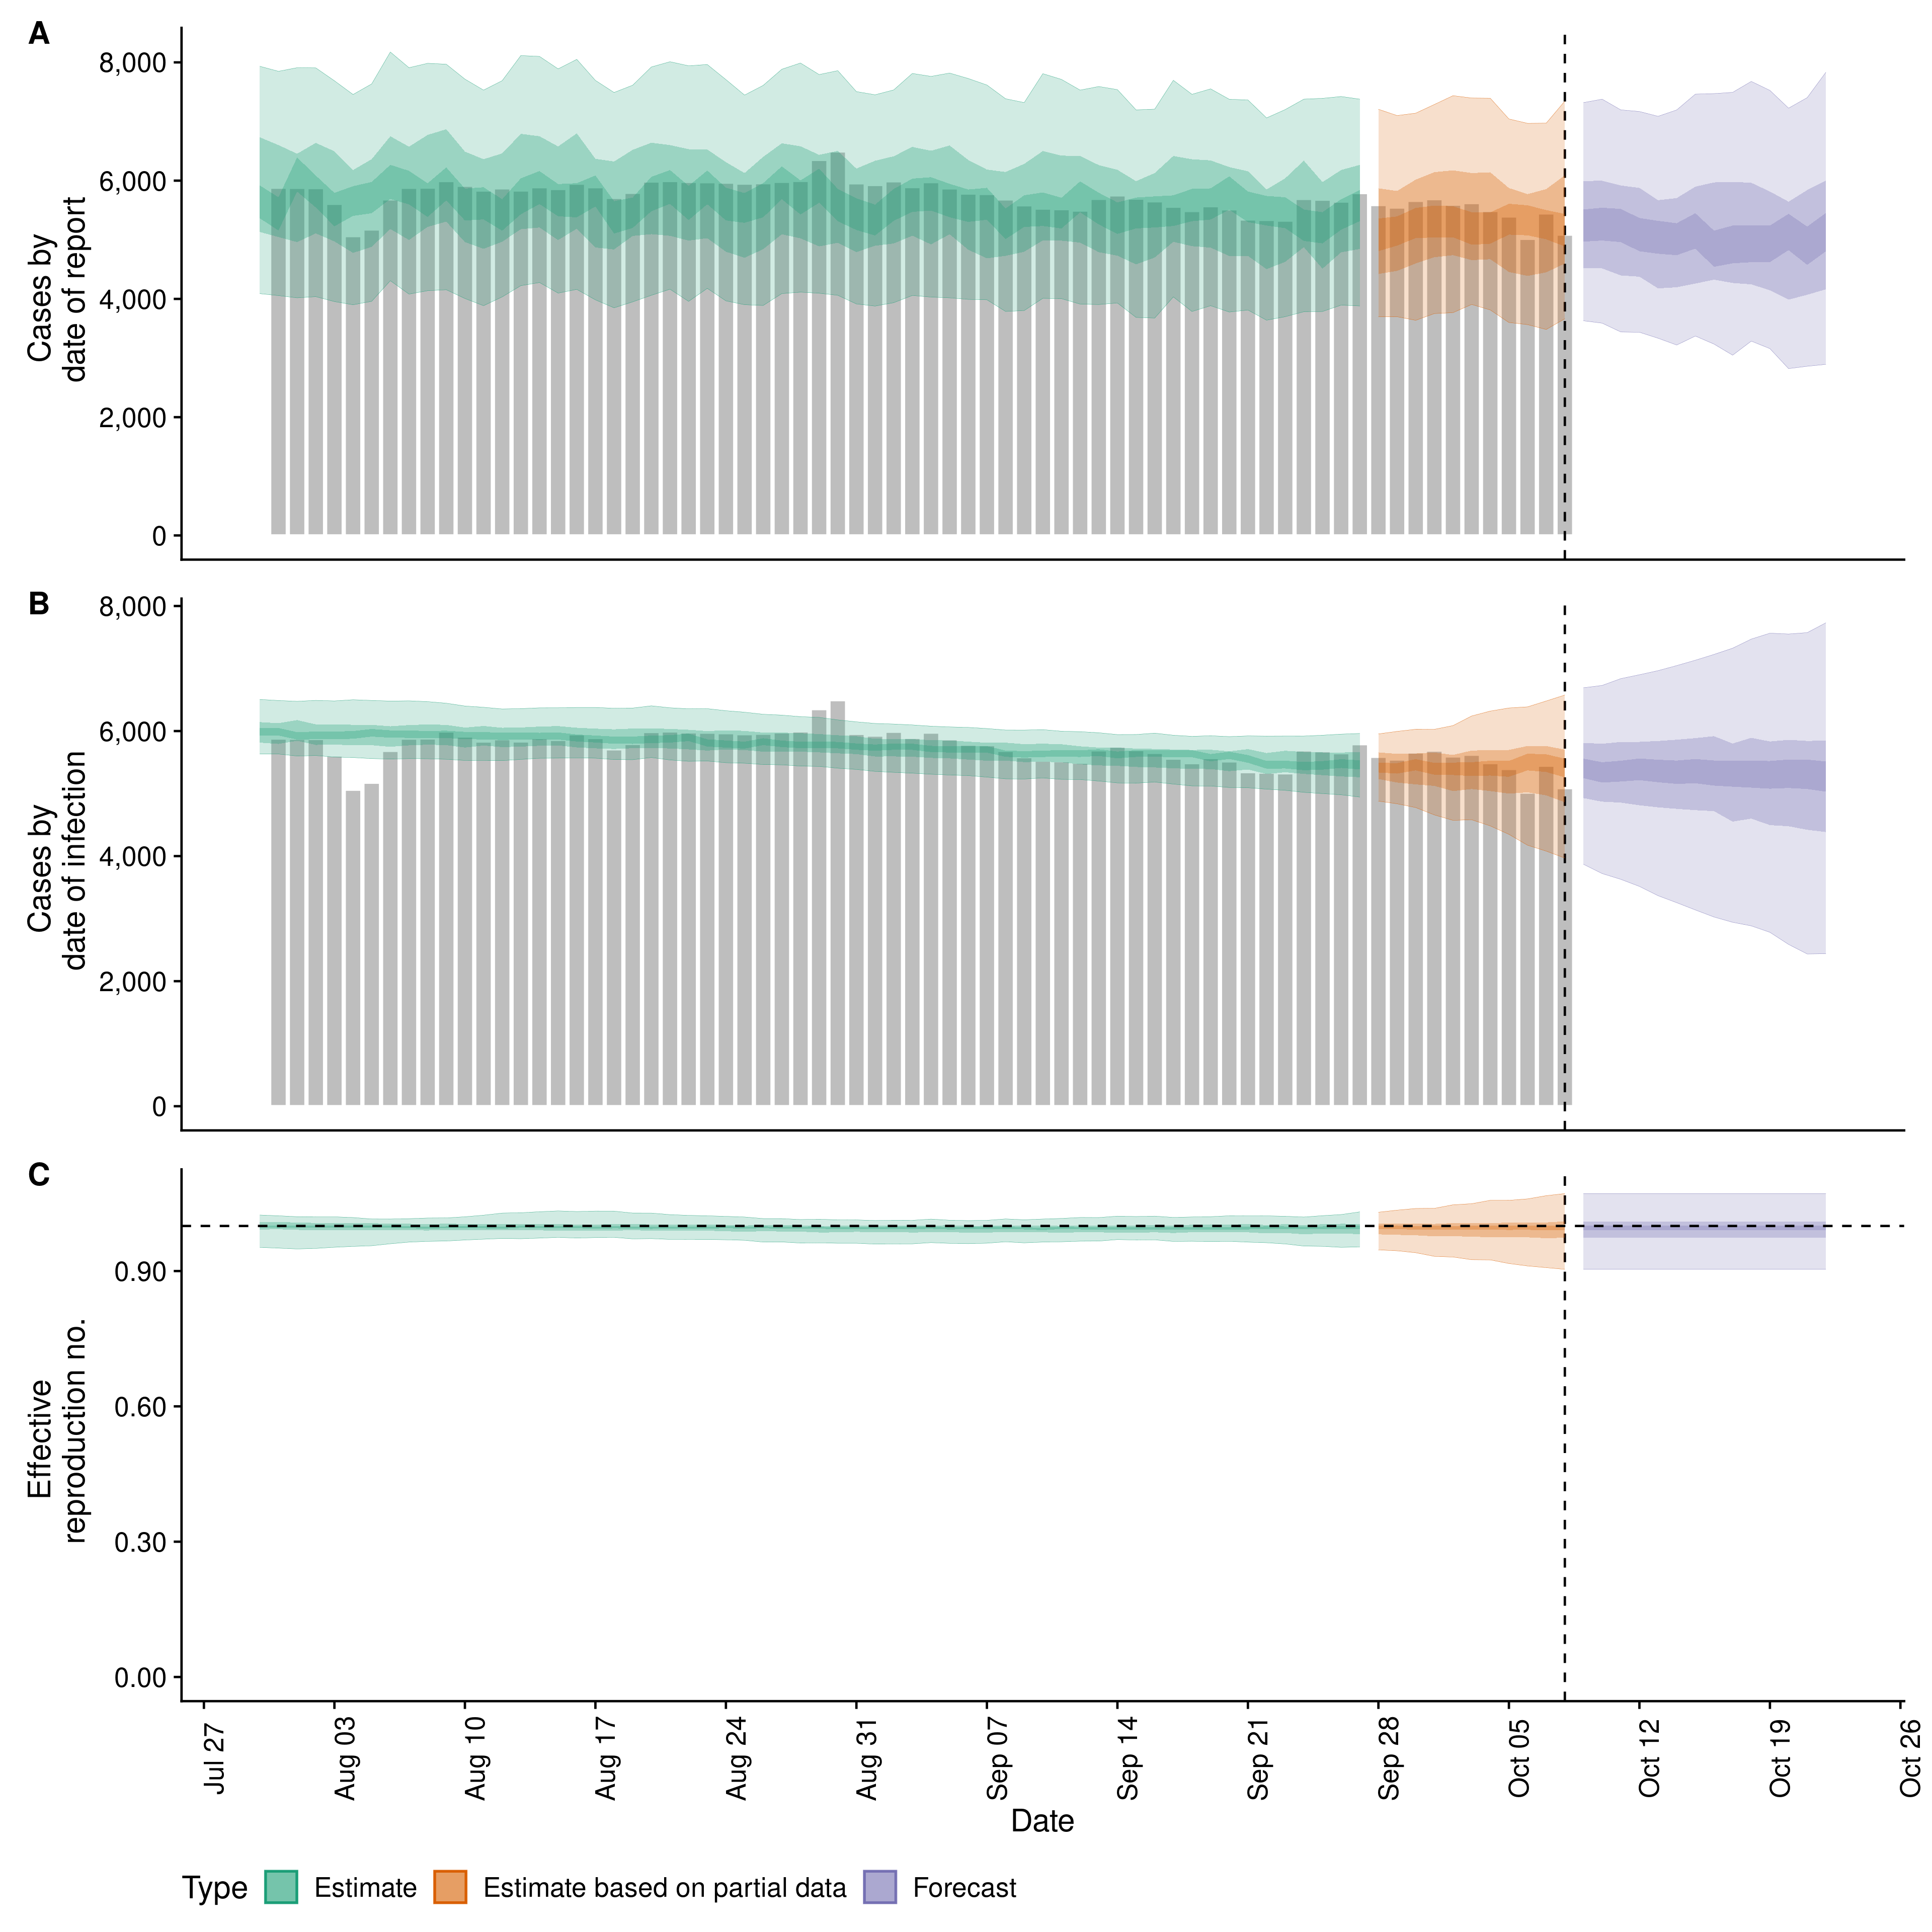 A
Cases by
date of report
8,000
6,000
4,000
2,000
0
B
Cases by
date of infection
8,000
6,000
4,000
2,000
0
C
Effective
reproduction no.
0.90
0.60
0.30
0.00
Jul 27
Aug 03
Aug 10
Aug 17
Aug 24
Aug 31
Sep 07
Sep 14
Sep 21
Sep 28
Oct 05
Oct 12
Oct 19
Oct 26
Date
Type Estimate Estimate based on partial data Forecast